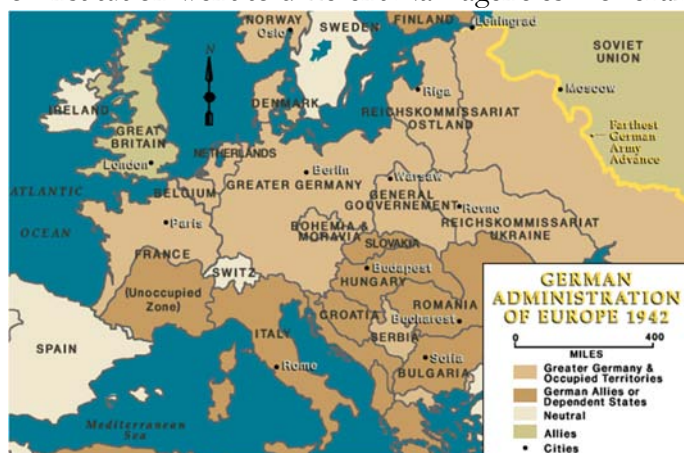 NORWAY
Oslo
SWEDEN
FINLAND
Leningrad
SOVIET
UNION
N
Riga
Moscow
IRELAND
DENMARK
REICHSKOMMISSARIAT
OSTLAND
GREAT
BRITAIN
Farthest
German
Army
Advance
NETHERLANDS
London
Berlin
Warsaw
ATLANTIC
OCEAN
BELGIUM
GREATER GERMANY
GENERAL
GOUVERNEMENT
Rovno
REICHSKOMMISSARIAT
UKRAINE
Paris
BOHEMIA &
MORAVIA
SLOVAKIA
FRANCE
SWITZ
Budapest
HUNGARY
(Unoccupied
Zone)
ROMANIA
CROATIA
Bucharest
SPAIN
ITALY
SERBIA
Rome
Sofia
BULGARIA
Mediterranean
Sea
GERMAN
ADMINISTRATION
OF EUROPE 1942
0 400
MILES
Greater Germany &
Occupied Territories
German Allies or
Dependent States
Neutral
Allies
Cities